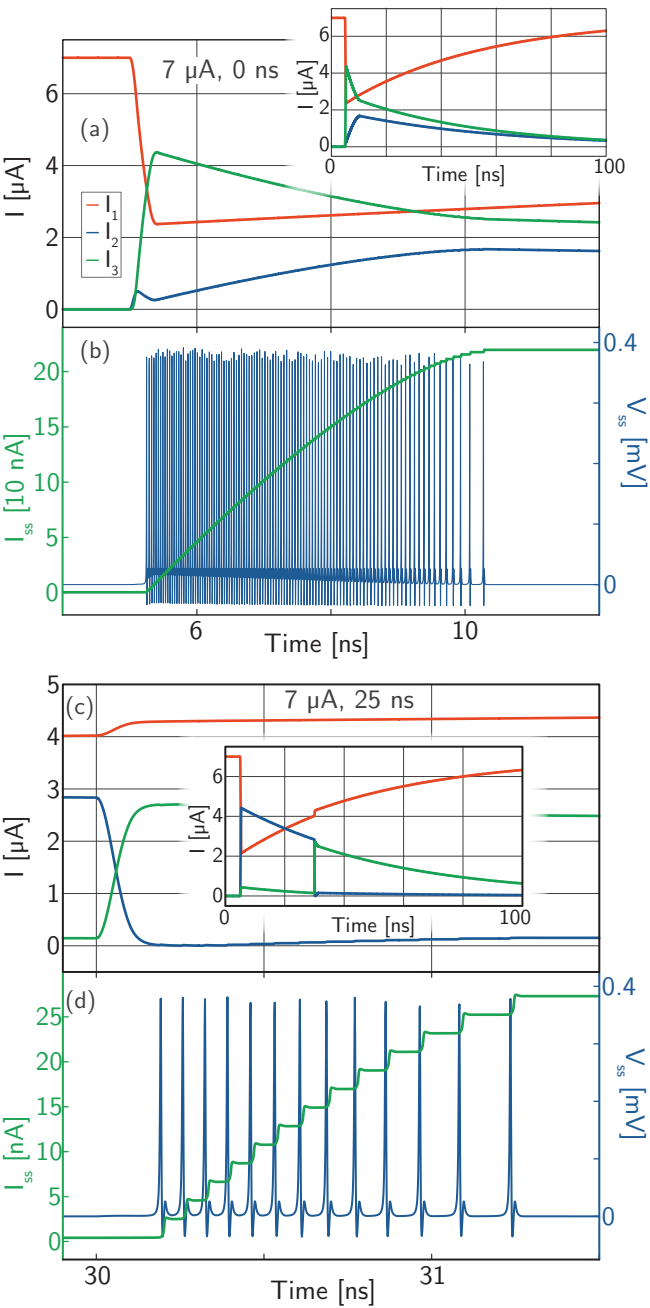 7 µA, 0 ns
(a)
I [µA]
6
4
2
0
I₁
I₂
I₃
I [µA]
6
4
2
0
0
100
Time [ns]
(b)
I_ss [10 nA]
20
15
10
5
0
0.4
0
V_ss [mV]
6
10
Time [ns]
(c)
7 µA, 25 ns
I [µA]
5
4
3
2
1
0
I [µA]
6
4
2
0
0
100
Time [ns]
(d)
I_ss [nA]
25
20
15
10
5
0
0.4
0
V_ss [mV]
30
31
Time [ns]